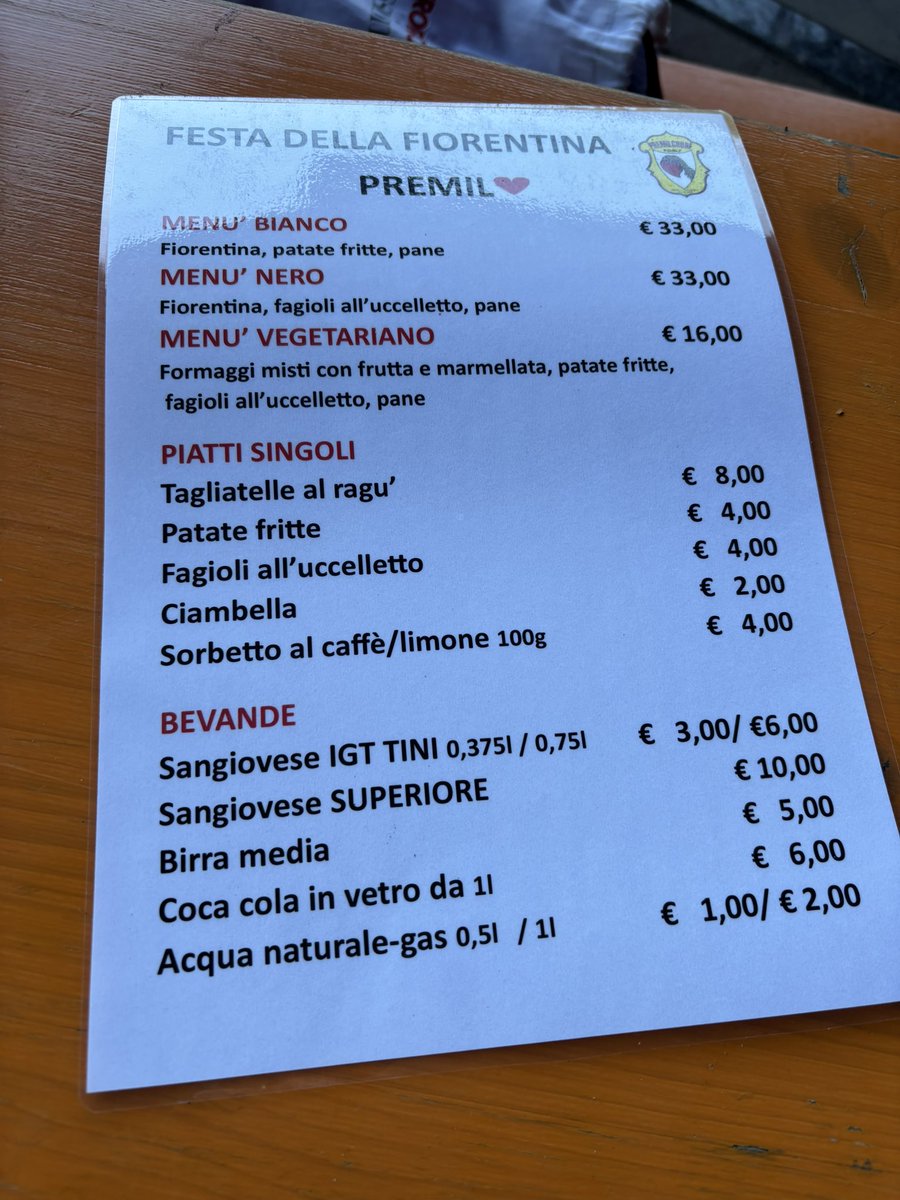 FESTA DELLA FIORENTINA
PREMIL❤
MENU’ BIANCO € 33,00
Fiorentina, patate fritte, pane
MENU’ NERO € 33,00
Fiorentina, fagioli all’uccelletto, pane
MENU’ VEGETARIANO € 16,00
Formaggi misti con frutta e marmellata, patate fritte,
fagioli all’uccelletto, pane
PIATTI SINGOLI
Tagliatelle al ragu’ € 8,00
Patate fritte € 4,00
Fagioli all’uccelletto € 4,00
Ciambella € 2,00
Sorbetto al caffè/limone 100g € 4,00
BEVANDE
Sangiovese IGT TINI 0,375l / 0,75l € 3,00/ €6,00
Sangiovese SUPERIORE € 10,00
Birra media € 5,00
Coca cola in vetro da 1l € 6,00
Acqua naturale-gas 0,5l / 1l € 1,00/ € 2,00